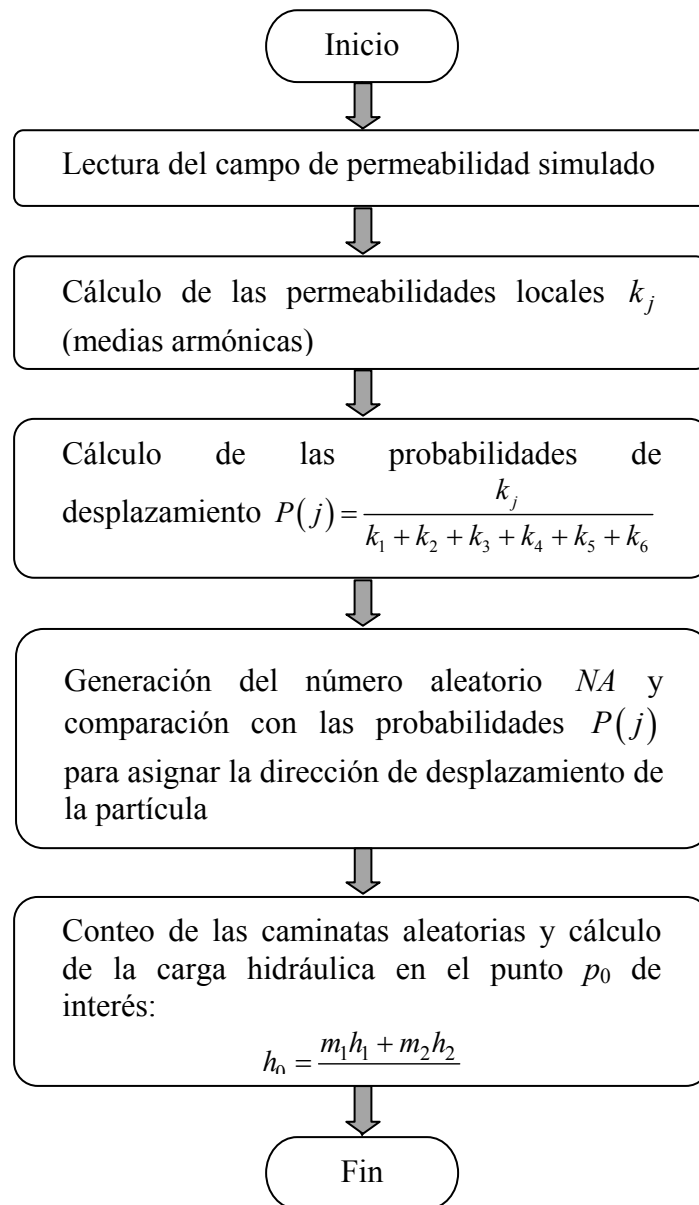 Inicio
Lectura del campo de permeabilidad simulado
Cálculo de las permeabilidades locales k_j
(medias armónicas)
Cálculo de las probabilidades de
desplazamiento P(j) = k_j / (k_1 + k_2 + k_3 + k_4 + k_5 + k_6)
Generación del número aleatorio NA y
comparación con las probabilidades P(j)
para asignar la dirección de desplazamiento de
la partícula
Conteo de las caminatas aleatorias y cálculo
de la carga hidráulica en el punto p_0 de
interés:
h_0 = m_1h_1 + m_2h_2
Fin